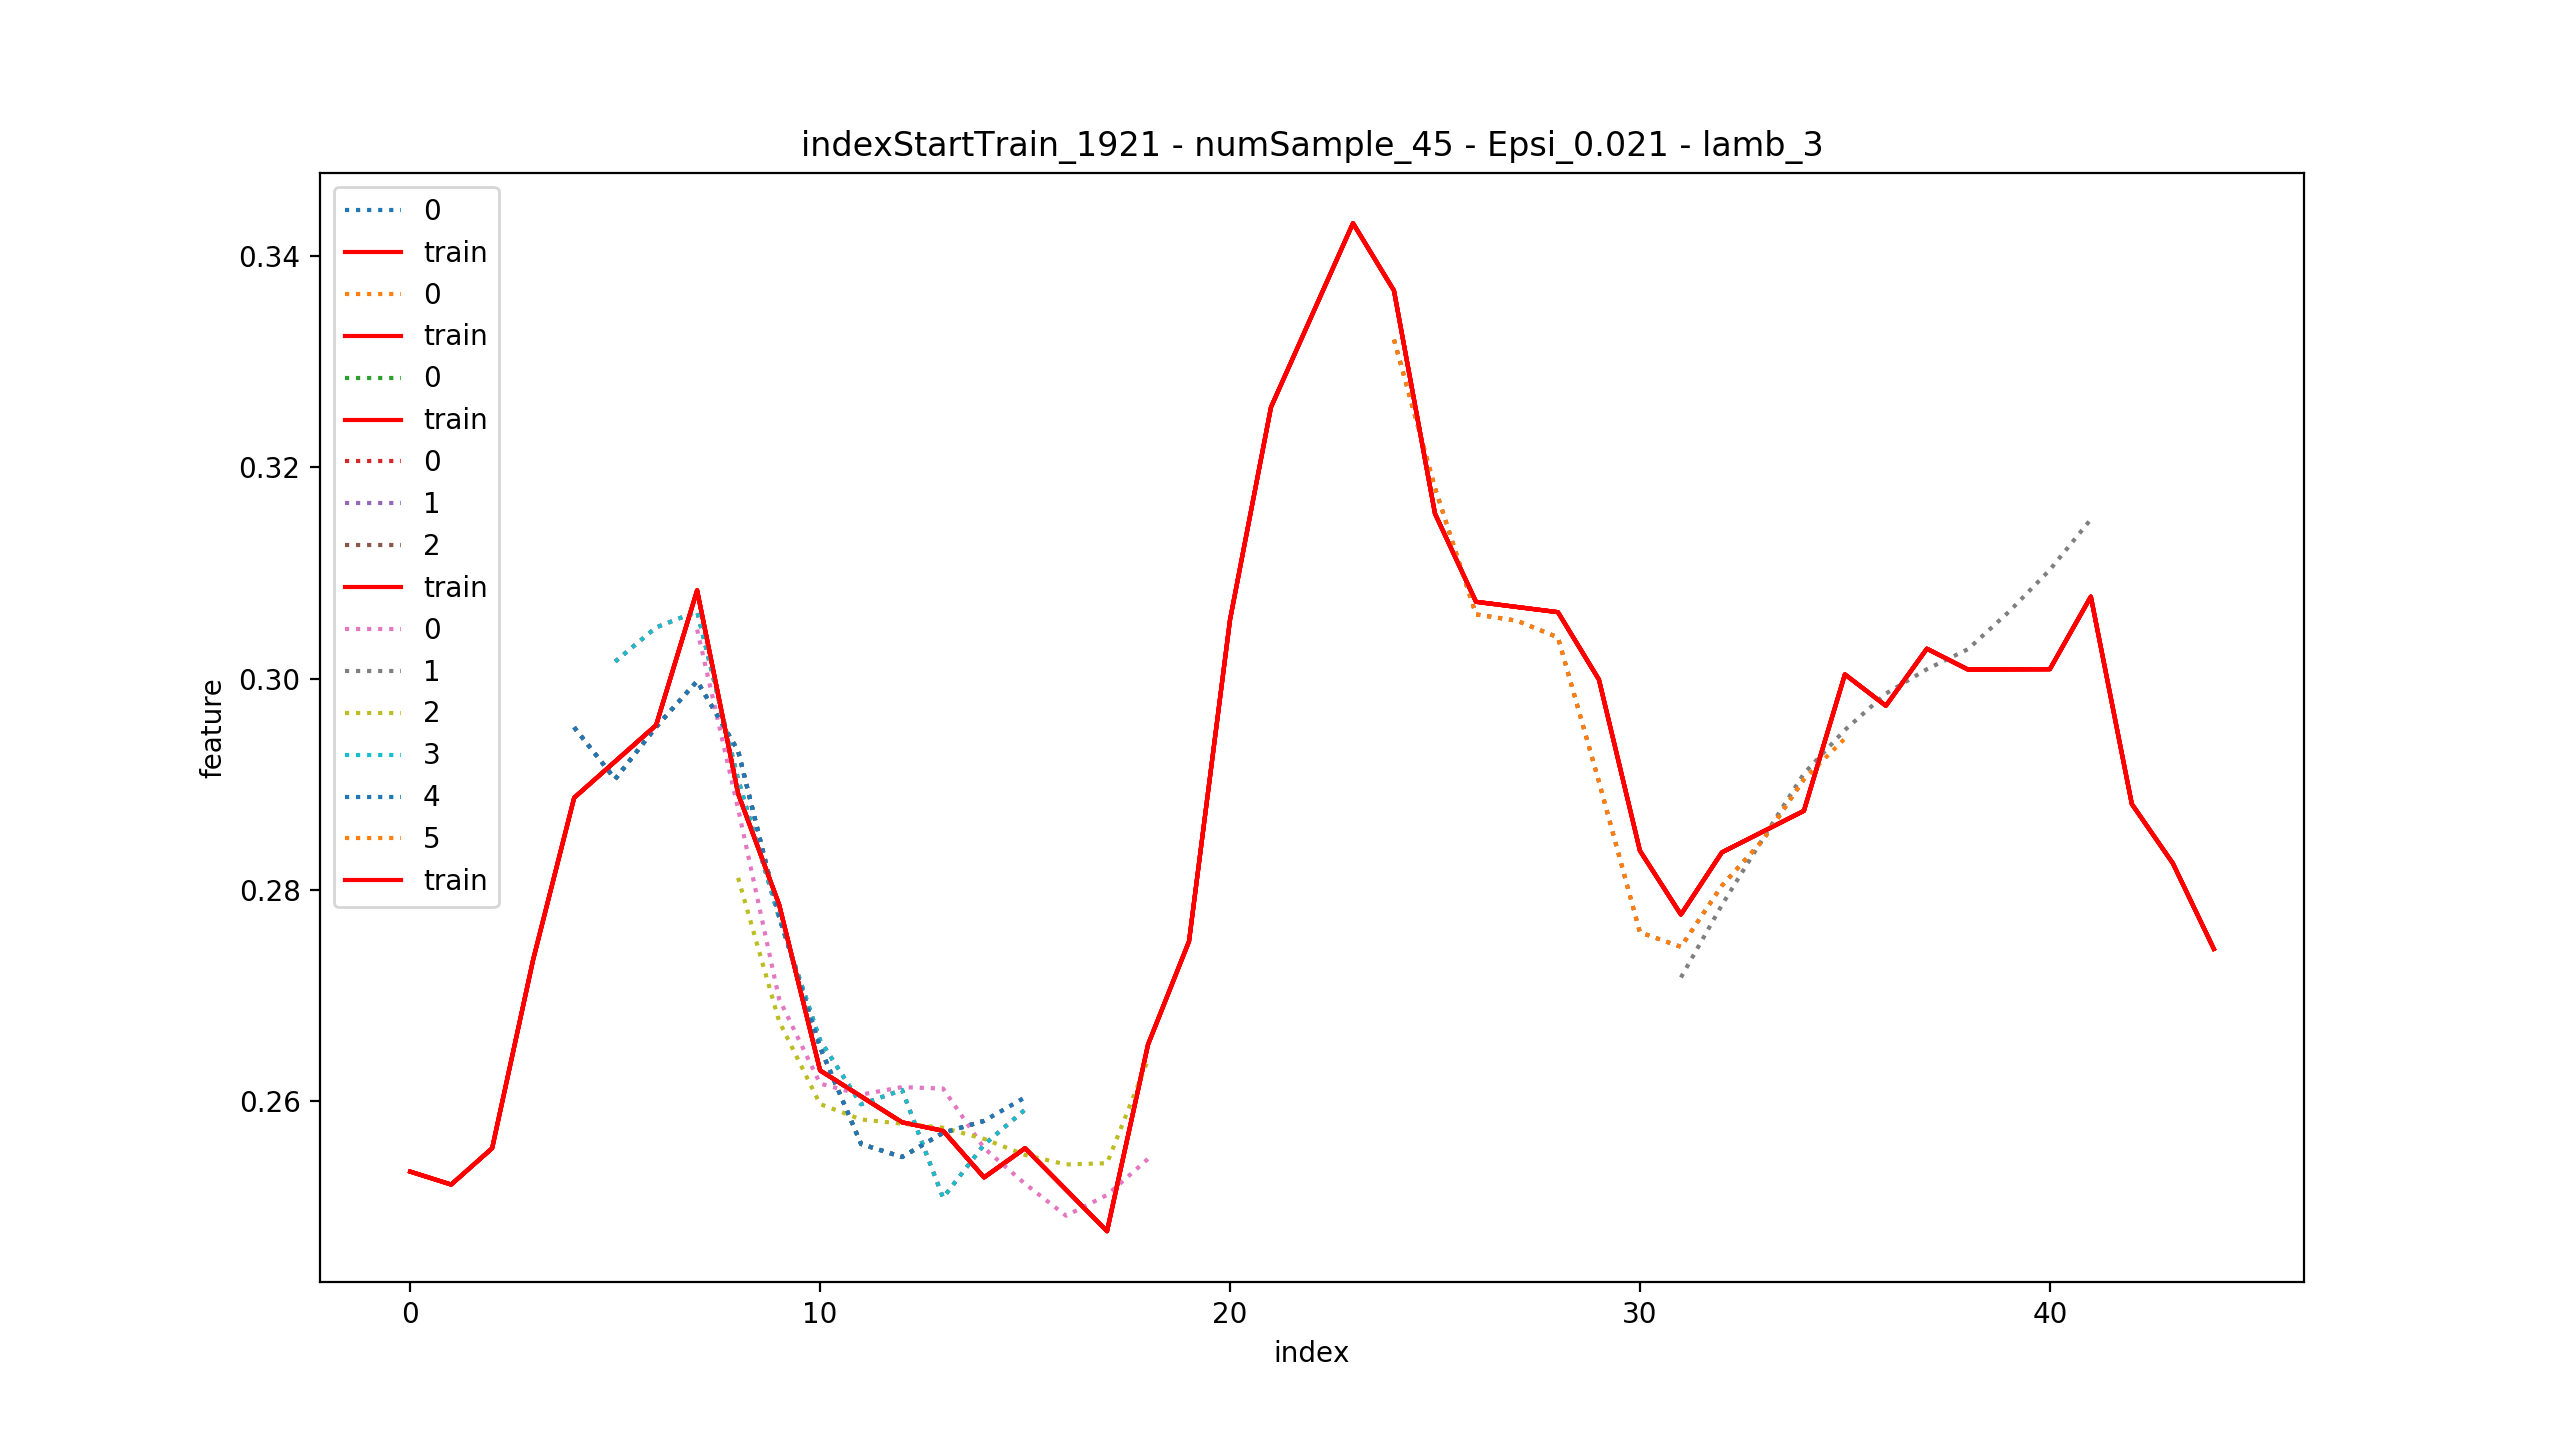 indexStartTrain_1921 - numSample_45 - Epsi_0.021 - lamb_3
0
train
0
train
0
train
0
1
2
train
0
1
2
3
4
5
train
0.34
0.32
0.30
0.28
0.26
feature
0 10 20 30 40
index